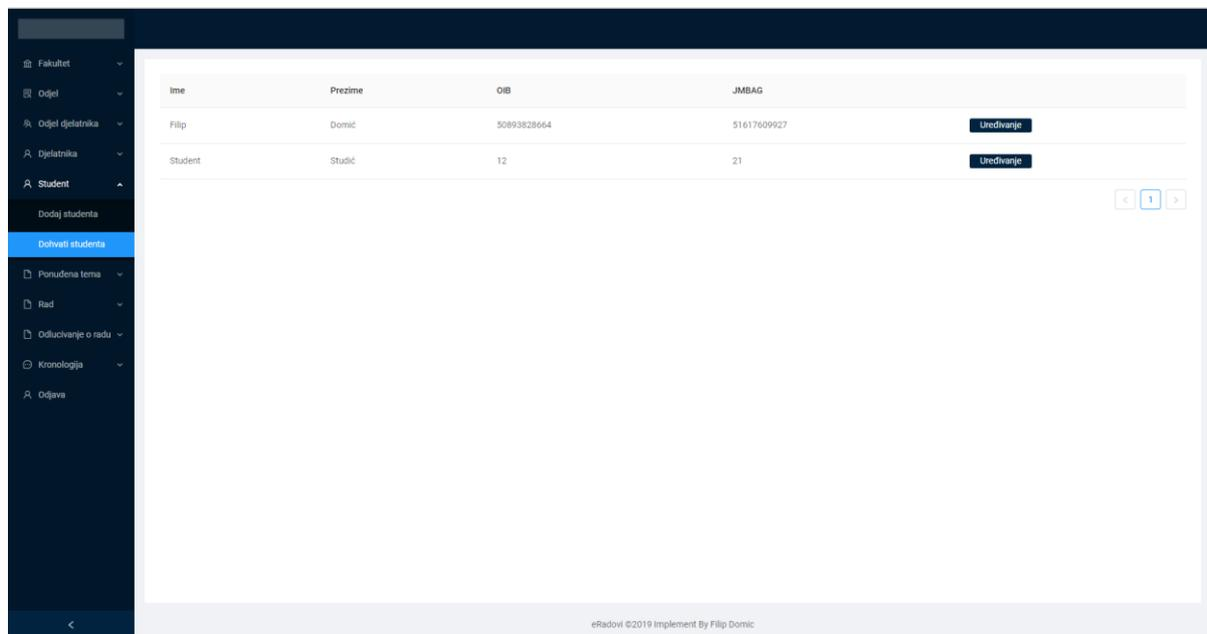 Fakultet
Odjel
Odjel djelatnika
Djelatnika
Student
Dodaj studenta
Dohvati studenta
Ponuđena tema
Rad
Odlucivanje o radu
Kronologija
Odjava
Ime Prezime OIB JMBAG
Filip Domić 50893828664 51617609927 Uređivanje
Student Studić 12 21 Uređivanje
< 1 >
<
eRadovi ©2019 Implement By Filip Domic